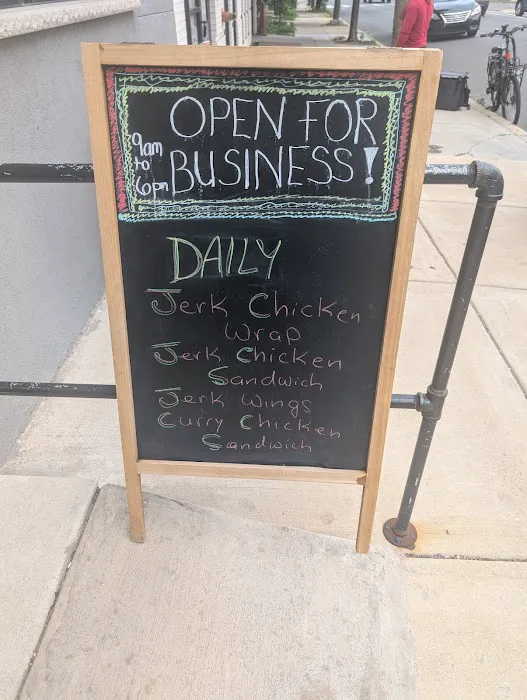 OPEN FOR
BUSINESS!
9am
to
6pm
DAILY
Jerk Chicken
Wrap
Jerk Chicken
Sandwich
Jerk Wings
Curry Chicken
Sandwich